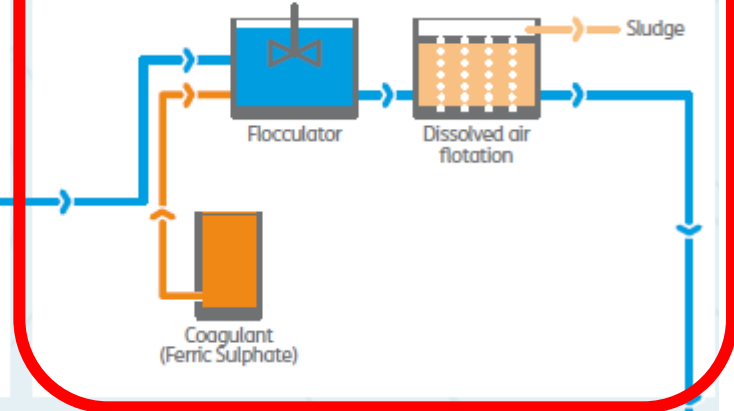 Sludge
Flocculator
Dissolved air
flotation
Coagulant
(Ferric Sulphate)